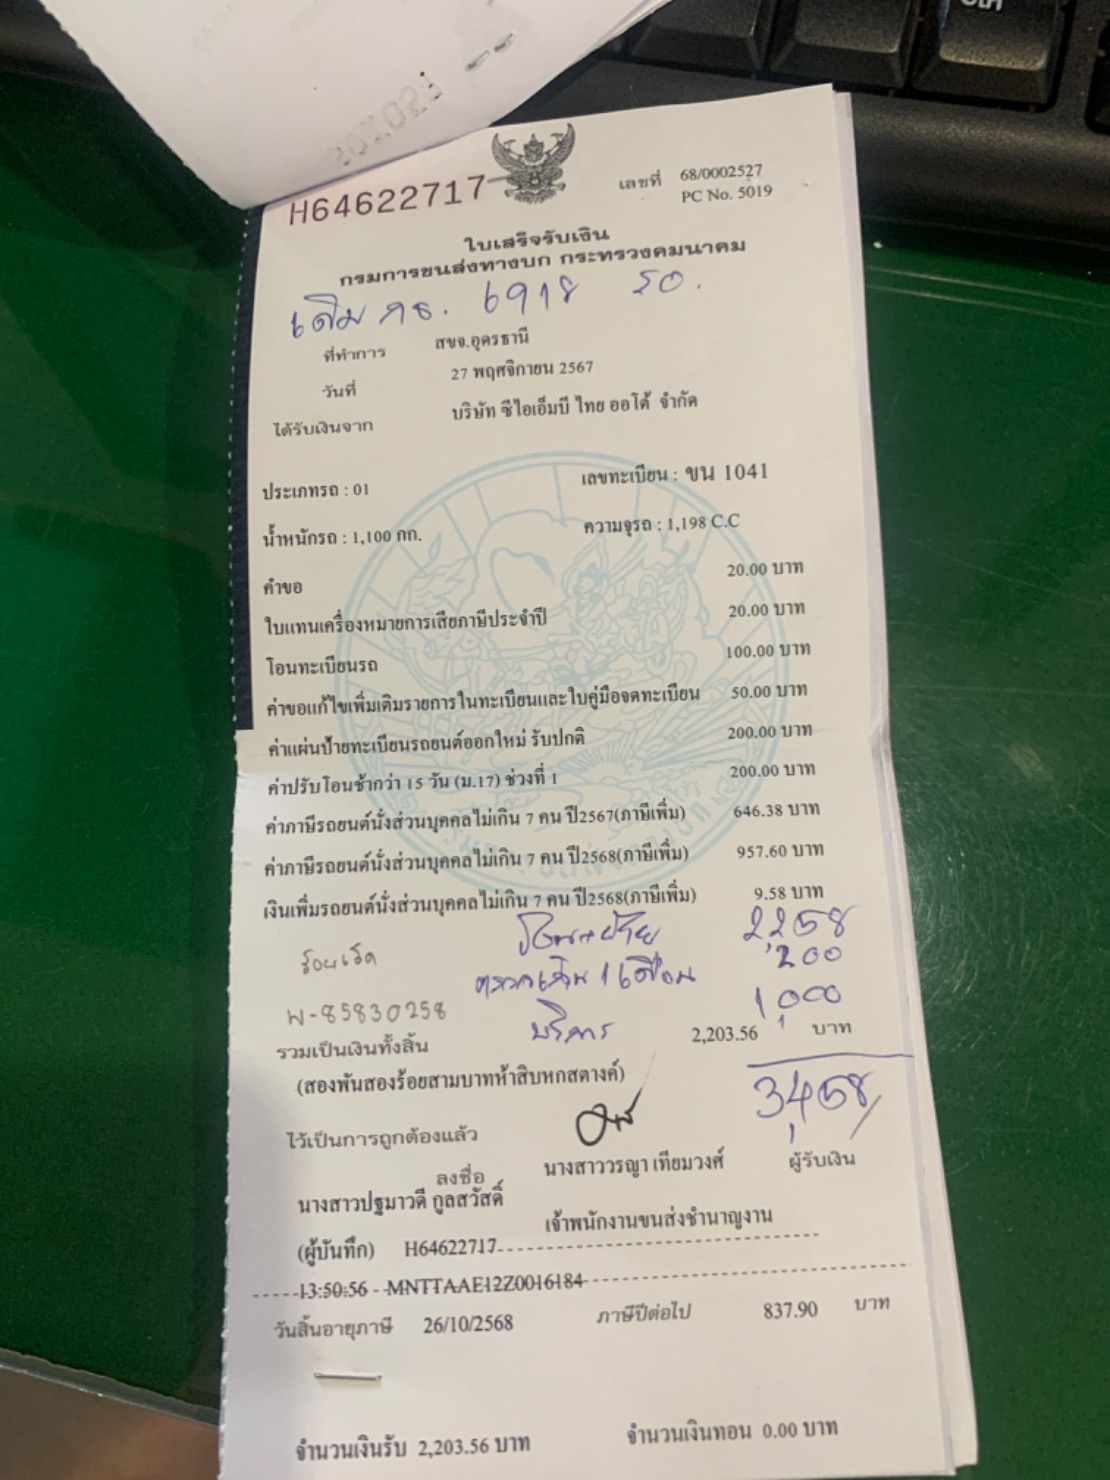 H64622717
เลขที่ 68/0002527
PC No. 5019
ใบเสร็จรับเงิน
กรมการขนส่งทางบก กระทรวงคมนาคม
เดิม กธ. 6918 อด.
ที่ทำการ สขจ.อุดรธานี
วันที่ 27 พฤศจิกายน 2567
ได้รับเงินจาก บริษัท ซีไอเอ็มบี ไทย ออโต้ จำกัด
ประเภทรถ : 01 เลขทะเบียน : ขน 1041
น้ำหนักรถ : 1,100 กก. ความจุรถ : 1,198 C.C
คำขอ 20.00 บาท
ใบแทนเครื่องหมายการเสียภาษีประจำปี 20.00 บาท
โอนทะเบียนรถ 100.00 บาท
ค่าขอแก้ไขเพิ่มเติมรายการในทะเบียนและใบคู่มือจดทะเบียน 50.00 บาท
ค่าแผ่นป้ายทะเบียนรถยนต์ออกใหม่ รับปกติ 200.00 บาท
ค่าปรับโอนช้ากว่า 15 วัน (ม.17) ช่วงที่ 1 200.00 บาท
ค่าภาษีรถยนต์นั่งส่วนบุคคลไม่เกิน 7 คน ปี2567(ภาษีเพิ่ม) 646.38 บาท
ค่าภาษีรถยนต์นั่งส่วนบุคคลไม่เกิน 7 คน ปี2568(ภาษีเพิ่ม) 957.60 บาท
เงินเพิ่มรถยนต์นั่งส่วนบุคคลไม่เกิน 7 คน ปี2568(ภาษีเพิ่ม) 9.58 บาท
2,258
ร้อยเอ็ด 200
W-85830258 บริการ 1,000
รวมเป็นเงินทั้งสิ้น 2,203.56 บาท
(สองพันสองร้อยสามบาทห้าสิบหกสตางค์) 3,458
ไว้เป็นการถูกต้องแล้ว
ลงชื่อ นางสาววรญา เทียมวงศ์ ผู้รับเงิน
นางสาวปฐมาวดี กูลสวัสดิ์ เจ้าพนักงานขนส่งชำนาญงาน
(ผู้บันทึก) H64622717
13:50:56 MNTTAAE12Z0016184
วันสิ้นอายุภาษี 26/10/2568 ภาษีปีต่อไป 837.90 บาท
จำนวนเงินรับ 2,203.56 บาท จำนวนเงินทอน 0.00 บาท